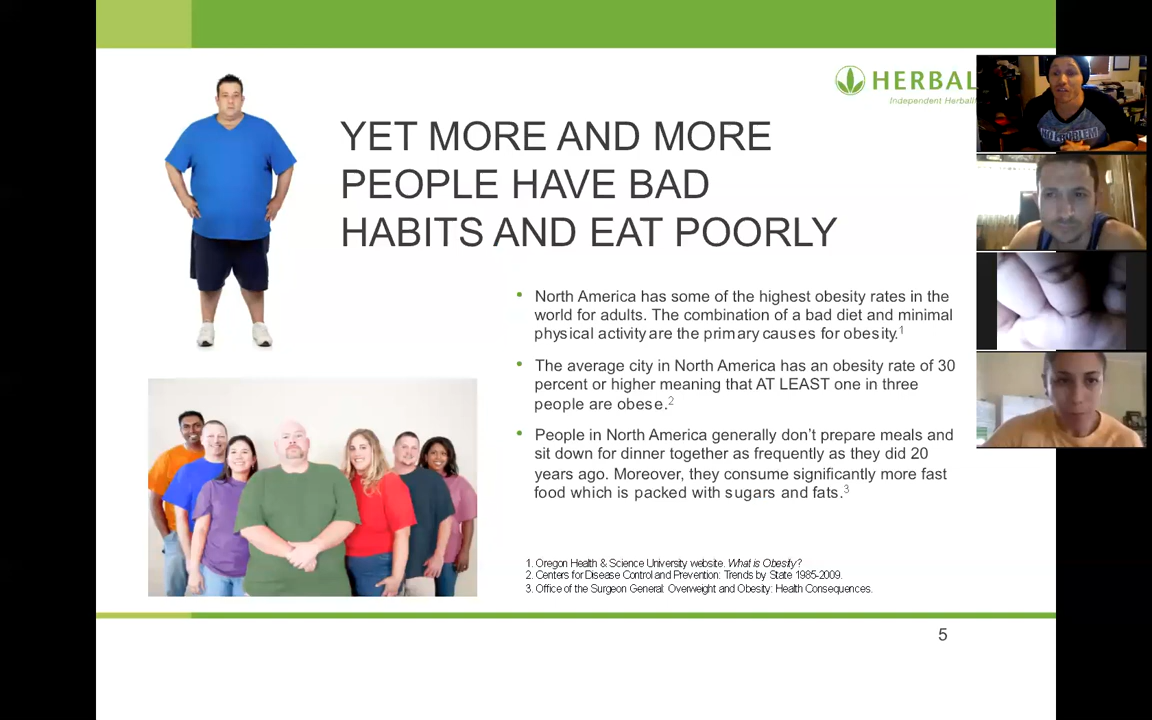 HERBAL
Independent Herbali
NO PROBLEM
YET MORE AND MORE
PEOPLE HAVE BAD
HABITS AND EAT POORLY
• North America has some of the highest obesity rates in the
world for adults. The combination of a bad diet and minimal
physical activity are the primary causes for obesity.1
• The average city in North America has an obesity rate of 30
percent or higher meaning that AT LEAST one in three
people are obese.2
• People in North America generally don't prepare meals and
sit down for dinner together as frequently as they did 20
years ago. Moreover, they consume significantly more fast
food which is packed with sugars and fats.3
1. Oregon Health & Science University website. What is Obesity?
2. Centers for Disease Control and Prevention: Trends by State 1985-2009.
3. Office of the Surgeon General: Overweight and Obesity: Health Consequences.
5